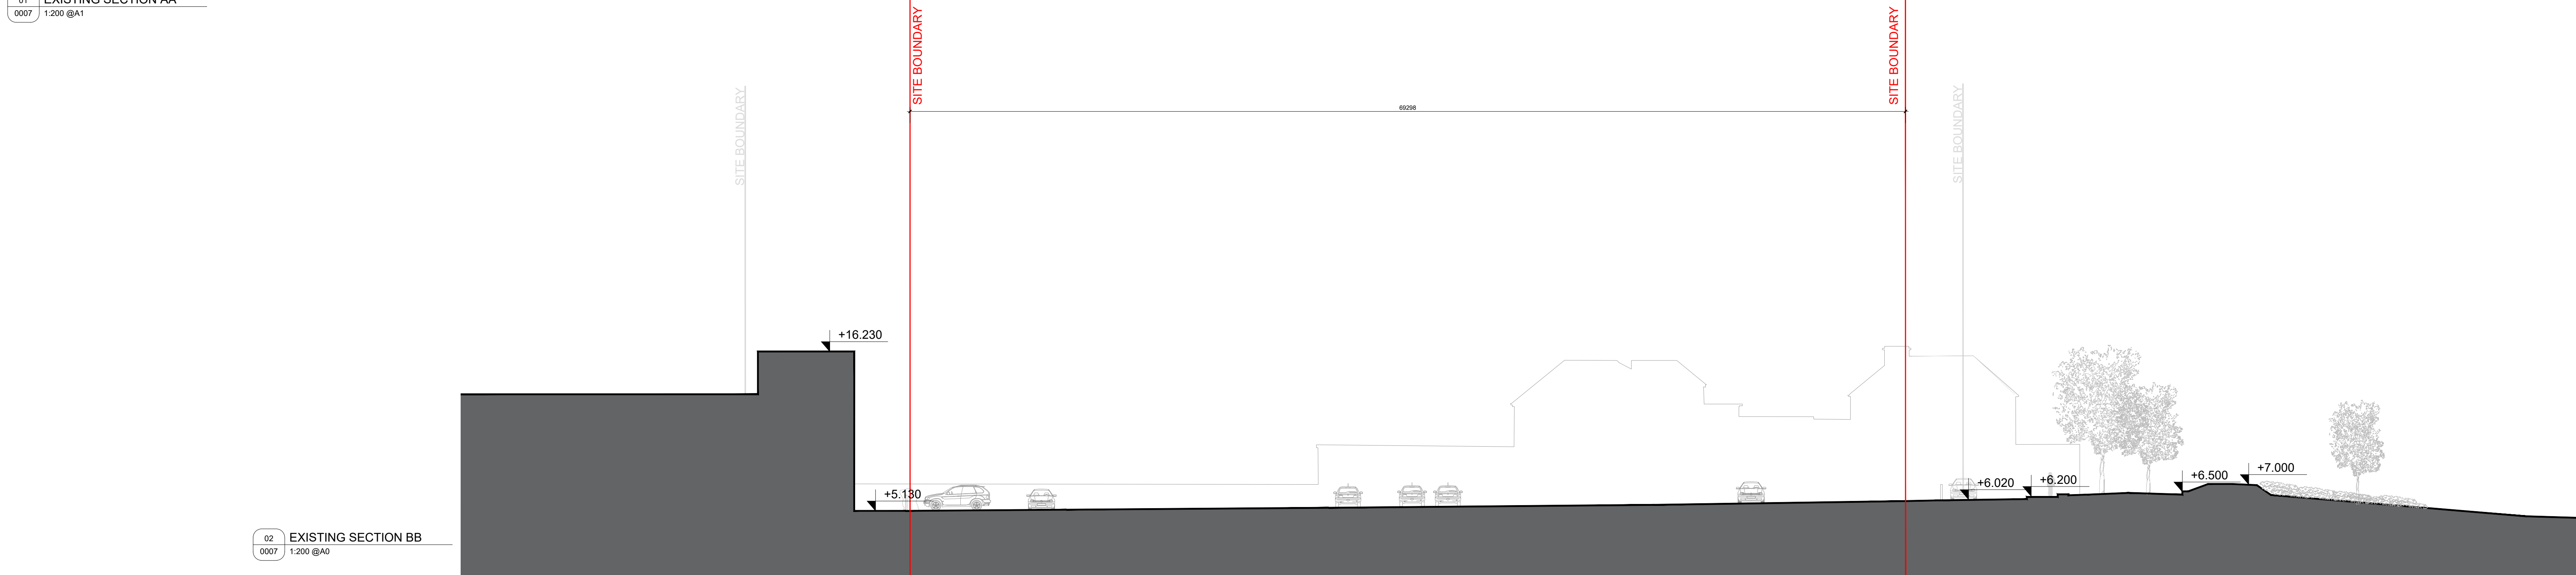 01
EXISTING SECTION AA
0007
1:200 @A1
SITE BOUNDARY
SITE BOUNDARY
69298
SITE BOUNDARY
SITE BOUNDARY
+16.230
+5.130
+6.020
+6.200
+6.500
+7.000
02
EXISTING SECTION BB
0007
1:200 @A0